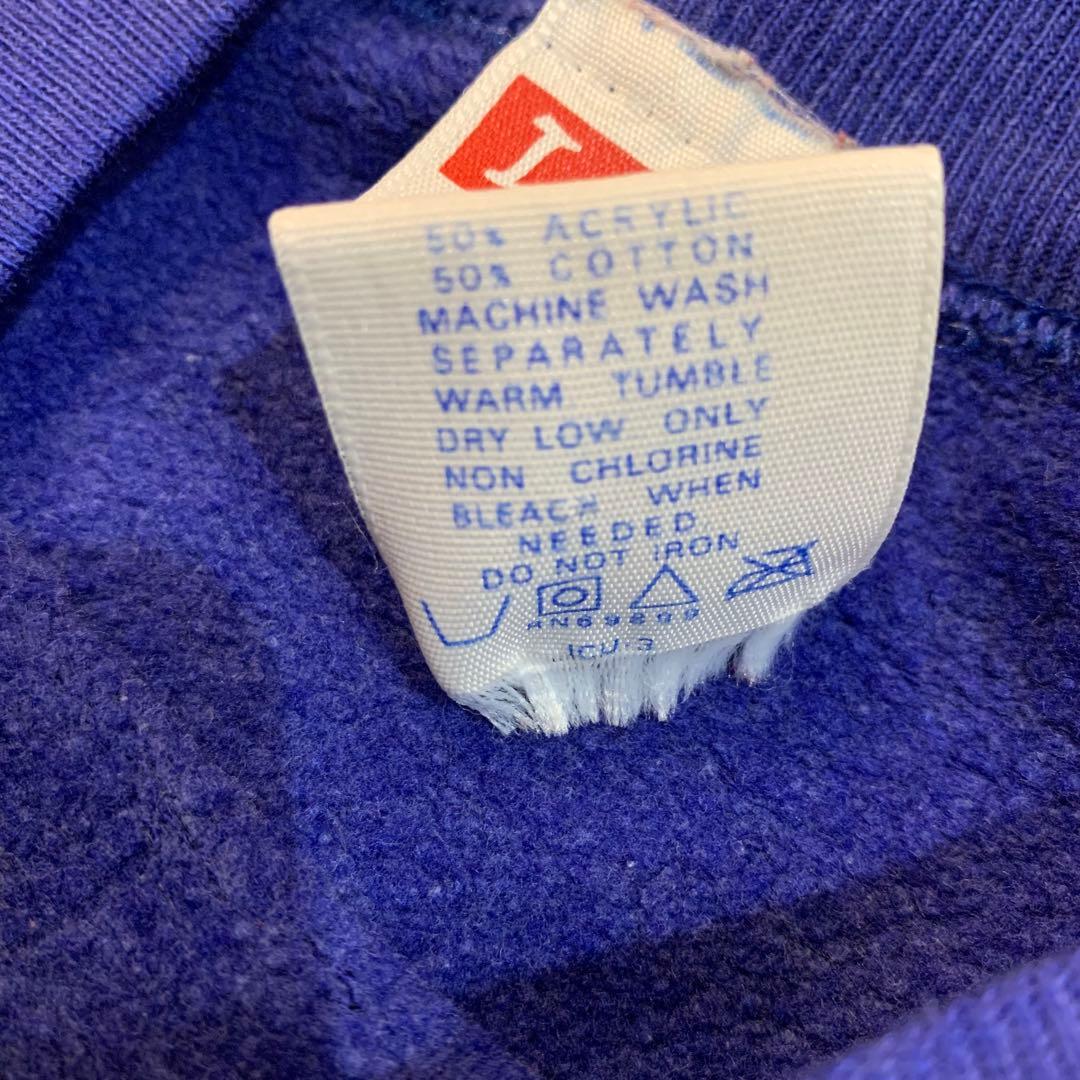 L
50% ACRYLIC
50% COTTON
MACHINE WASH
SEPARATELY
WARM TUMBLE
DRY LOW ONLY
NON CHLORINE
BLEACH WHEN
NEEDED
DO NOT IRON
RN69899